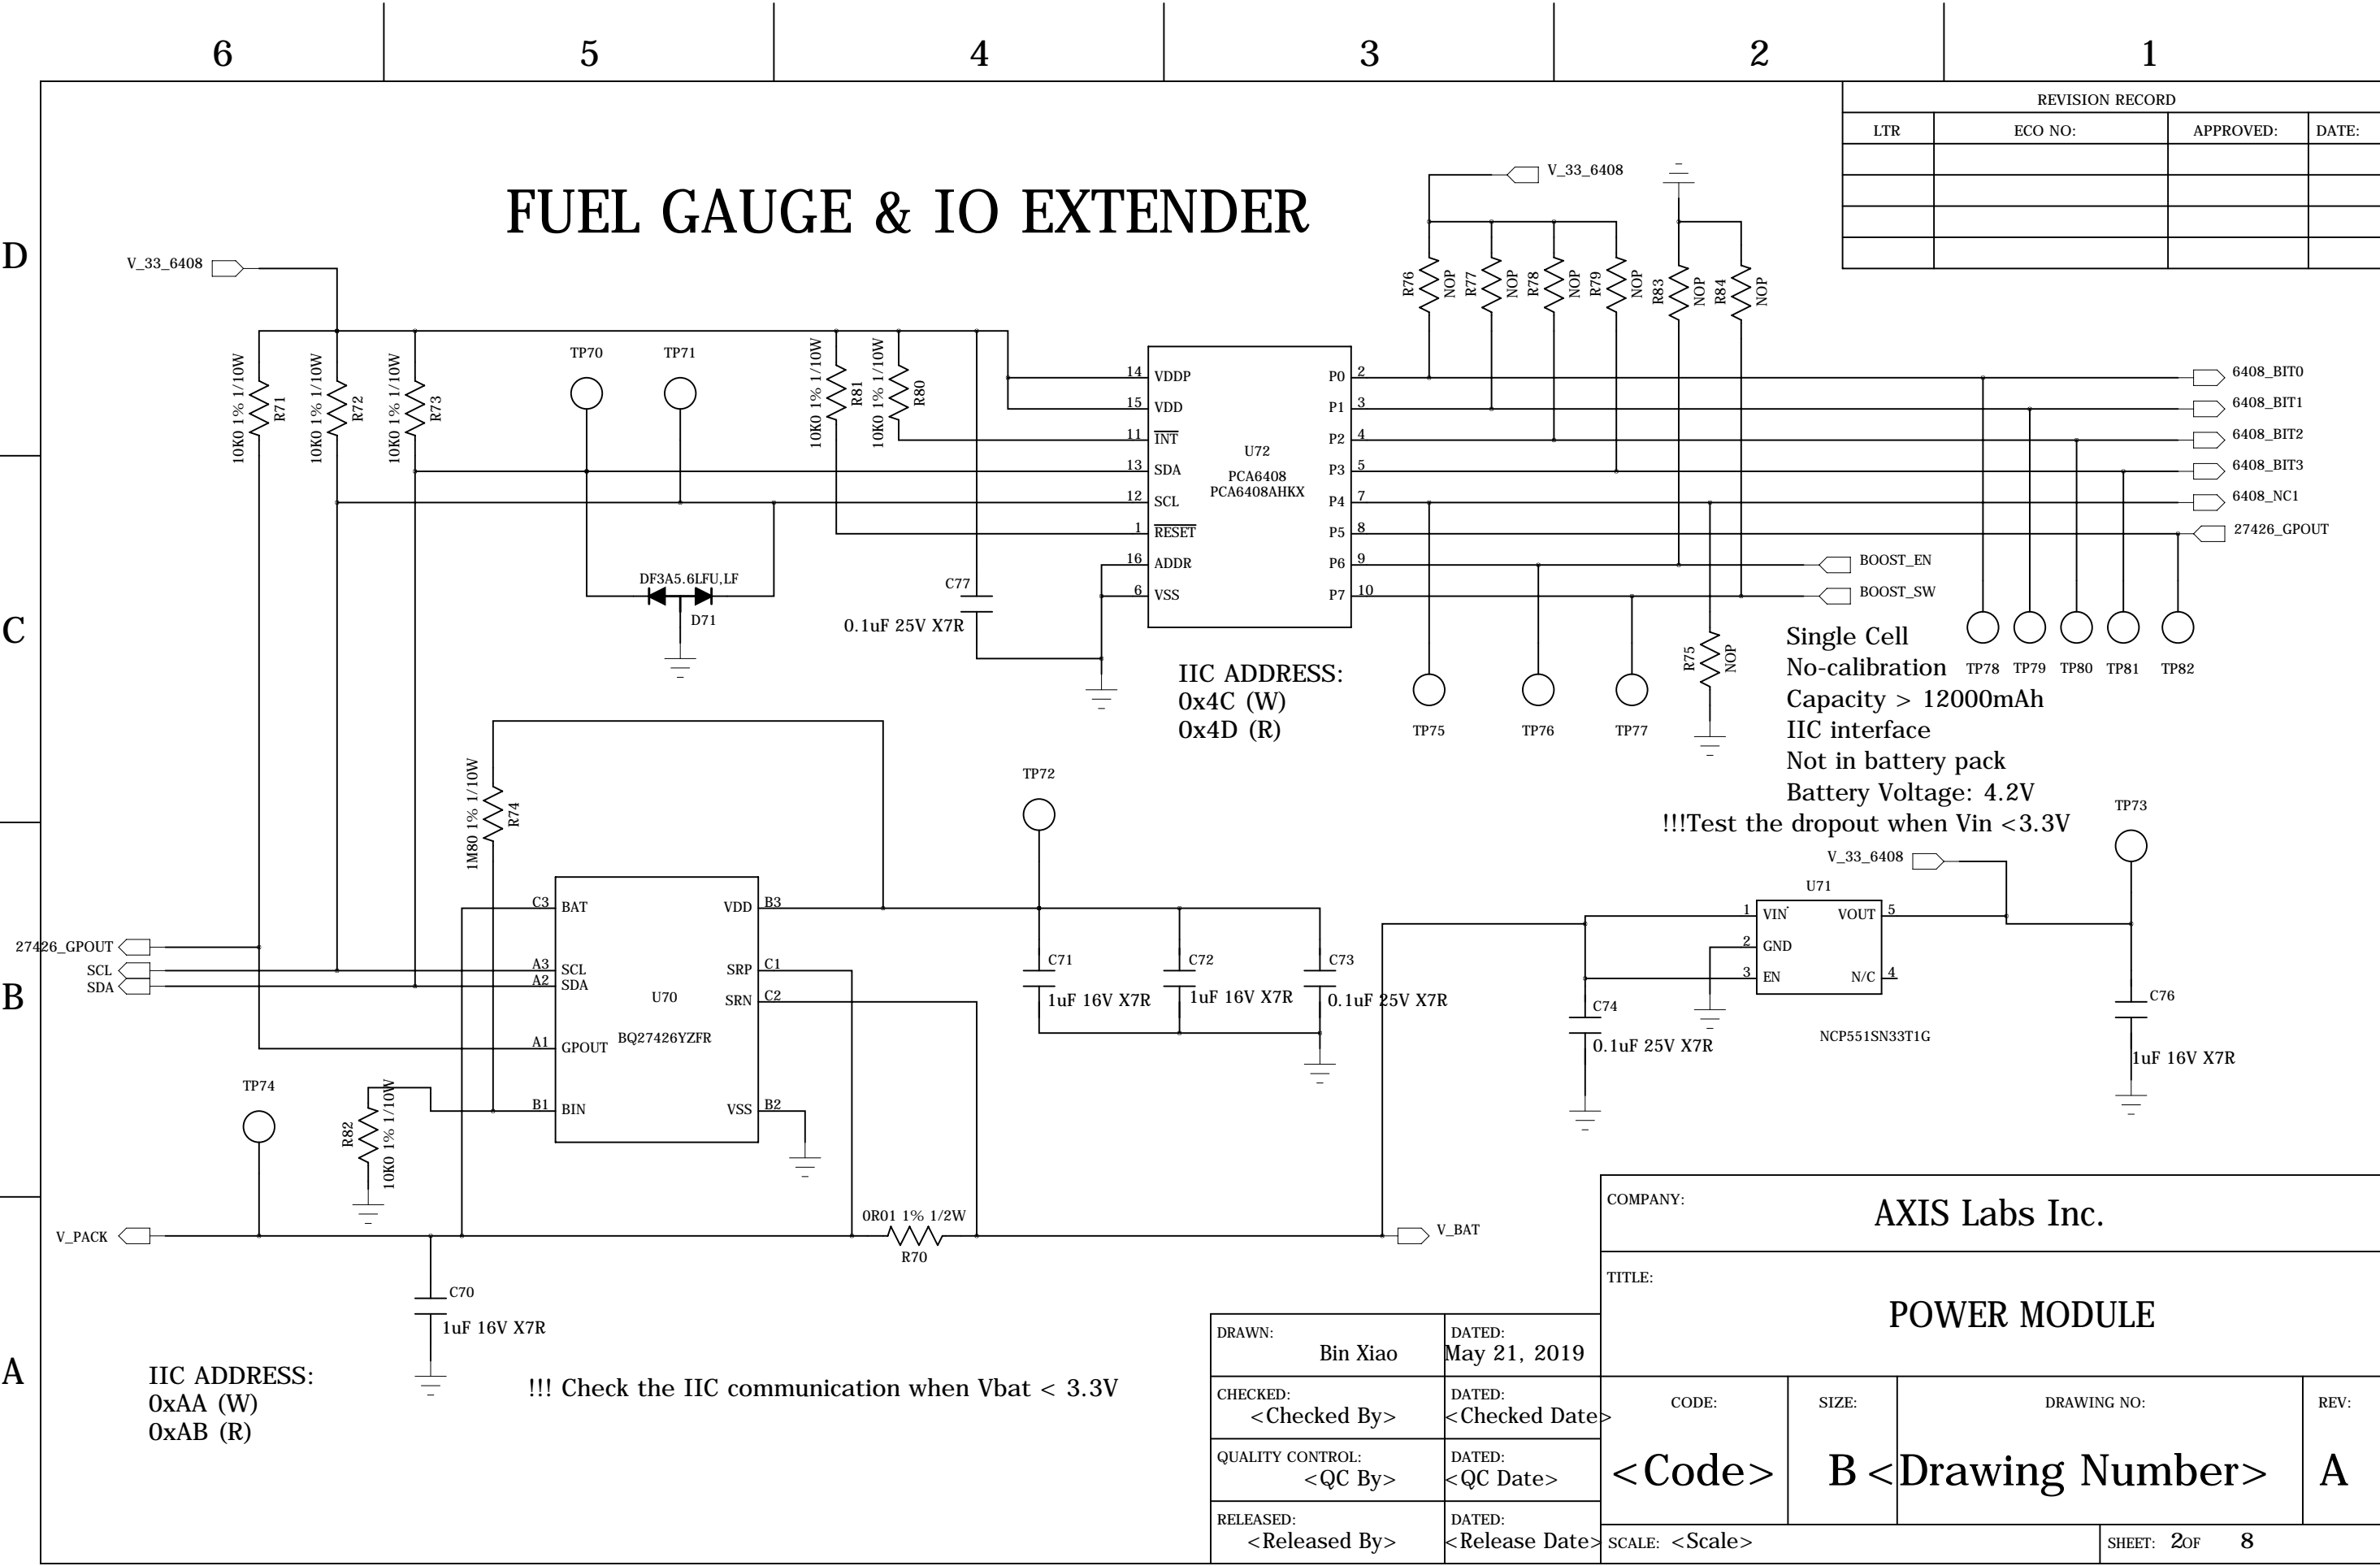 6 5 4 3 2 1
REVISION RECORD
LTR ECO NO: APPROVED: DATE:
D
C
B
A
FUEL GAUGE & IO EXTENDER
V_33_6408
V_33_6408
R76 NOP
R77 NOP
R78 NOP
R79 NOP
R83 NOP
R84 NOP
10K0 1% 1/10W R71
10K0 1% 1/10W R72
10K0 1% 1/10W R73
TP70
TP71
10K0 1% 1/10W R81
10K0 1% 1/10W R80
14 VDDP
15 VDD
11 INT
13 SDA
12 SCL
1 RESET
16 ADDR
6 VSS
U72
PCA6408
PCA6408AHKX
P0 2
P1 3
P2 4
P3 5
P4 7
P5 8
P6 9
P7 10
6408_BIT0
6408_BIT1
6408_BIT2
6408_BIT3
6408_NC1
27426_GPOUT
BOOST_EN
BOOST_SW
DF3A5.6LFU,LF
D71
C77
0.1uF 25V X7R
IIC ADDRESS:
0x4C (W)
0x4D (R)
TP75
TP76
TP77
R75 NOP
TP78
TP79
TP80
TP81
TP82
Single Cell
No-calibration
Capacity > 12000mAh
IIC interface
Not in battery pack
Battery Voltage: 4.2V
!!!Test the dropout when Vin <3.3V
1M80 1% 1/10W R74
TP72
TP73
V_33_6408
U71
1 VIN
2 GND
3 EN
VOUT 5
N/C 4
NCP551SN33T1G
C3 BAT
A3 SCL
A2 SDA
A1 GPOUT
B1 BIN
U70
BQ27426YZFR
VDD B3
SRP C1
SRN C2
VSS B2
27426_GPOUT
SCL
SDA
C71
1uF 16V X7R
C72
1uF 16V X7R
C73
0.1uF 25V X7R
C74
0.1uF 25V X7R
C76
1uF 16V X7R
TP74
R82 10K0 1% 1/10W
V_PACK
0R01 1% 1/2W
R70
V_BAT
C70
1uF 16V X7R
IIC ADDRESS:
0xAA (W)
0xAB (R)
!!! Check the IIC communication when Vbat < 3.3V
COMPANY:
AXIS Labs Inc.
TITLE:
POWER MODULE
DRAWN: DATED:
Bin Xiao May 21, 2019
CHECKED: DATED:
<Checked By> <Checked Date>
QUALITY CONTROL: DATED:
<QC By> <QC Date>
RELEASED: DATED:
<Released By> <Release Date>
CODE: SIZE: DRAWING NO: REV:
<Code> B <Drawing Number> A
SCALE: <Scale> SHEET: 2 OF 8